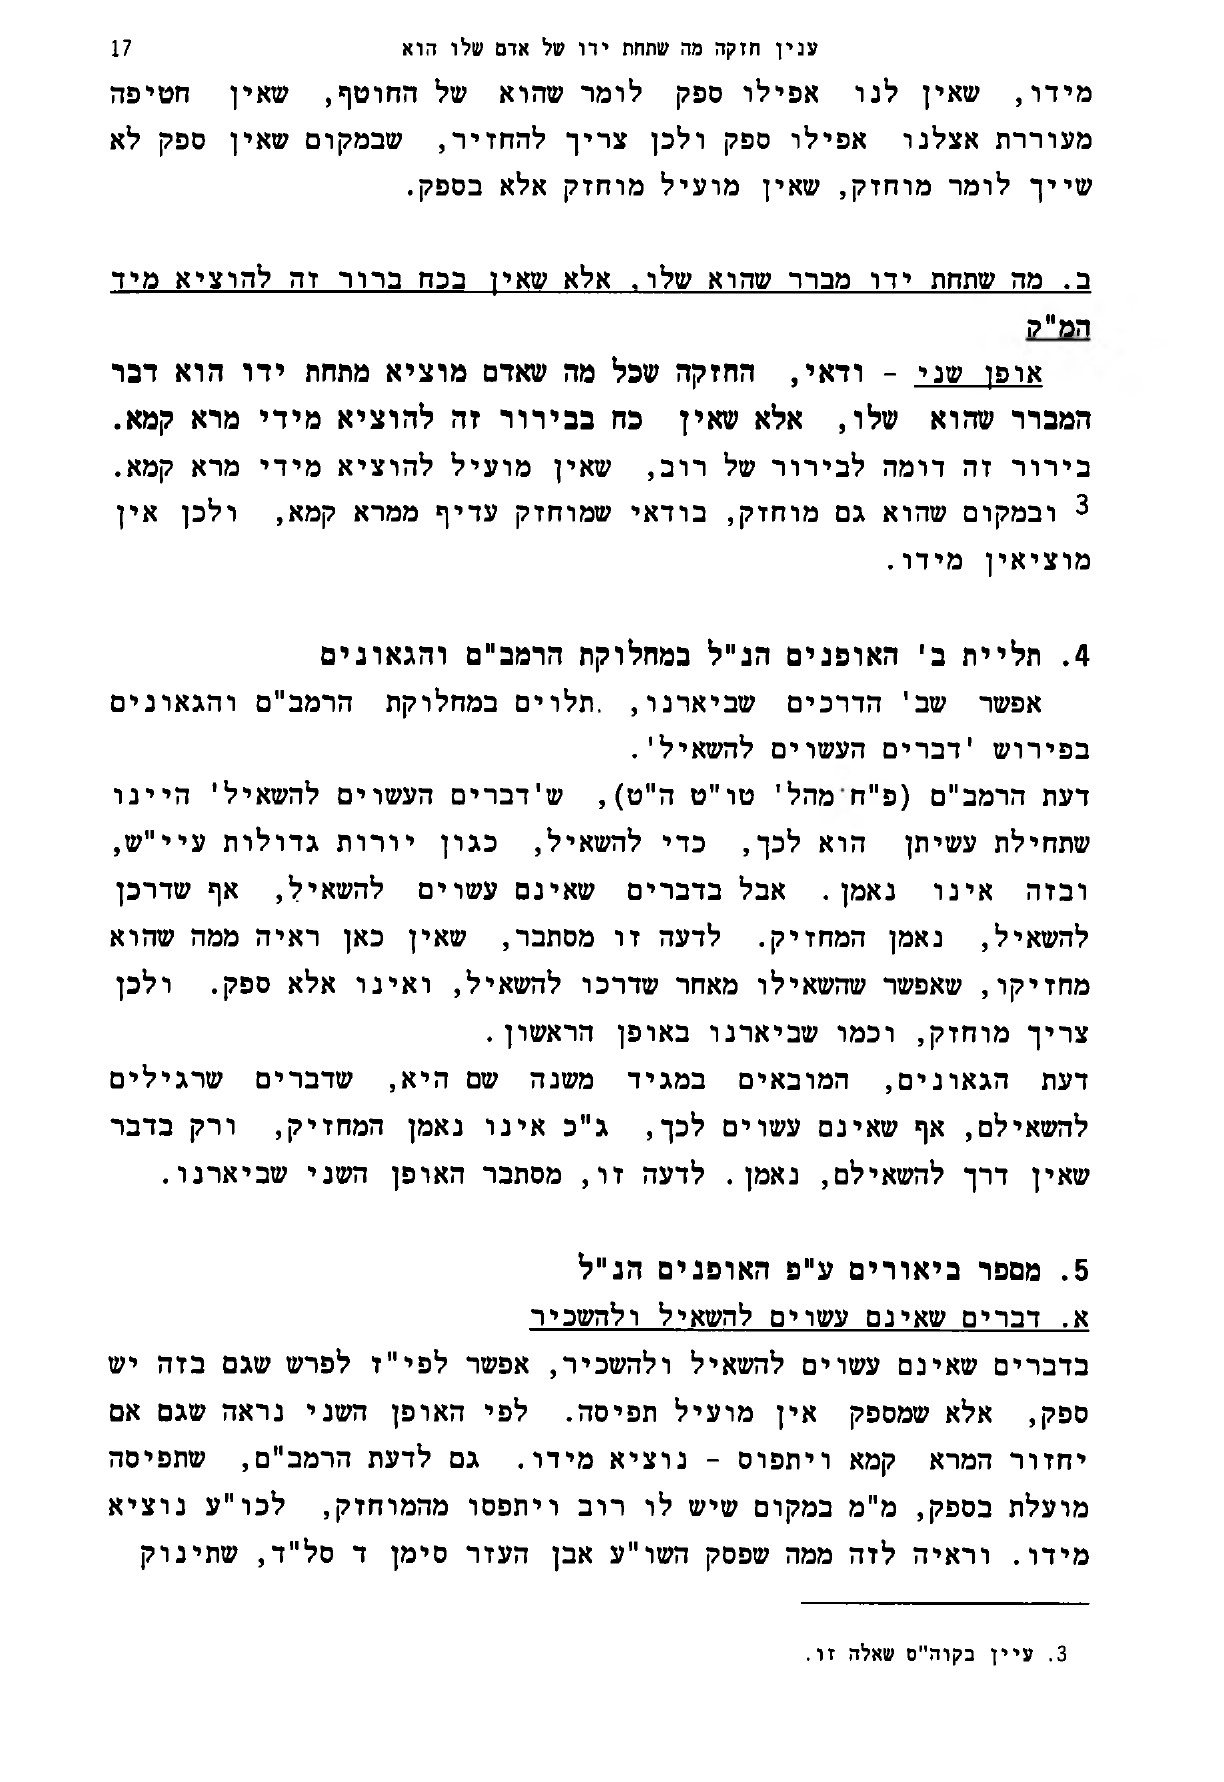 ענין חזקה מה שתחת ידו של אדם שלו הוא 17
מידו, שאין לנו אפילו ספק לומר שהוא של החוטף, שאין חטיפה
מעוררת אצלנו אפילו ספק ולכן צריך להחזיר, שבמקום שאין ספק לא
שייך לומר מוחזק, שאין מועיל מוחזק אלא בספק.
ב. מה שתחת ידו מברר שהוא שלו, אלא שאין בכח ברור זה להוציא מיד
המ"ק
אופן שני - ודאי, החזקה שכל מה שאדם מוציא מתחת ידו הוא דבר
המברר שהוא שלו, אלא שאין כח בבירור זה להוציא מידי מרא קמא.
בירור זה דומה לבירור של רוב, שאין מועיל להוציא מידי מרא קמא.
3 ובמקום שהוא גם מוחזק, בודאי שמוחזק עדיף ממרא קמא, ולכן אין
מוציאין מידו.
4. תליית ב' האופנים הנ"ל במחלוקת הרמב"ם והגאונים
אפשר שב' הדרכים שביארנו, תלוים במחלוקת הרמב"ם והגאונים
בפירוש 'דברים העשוים להשאיל'.
דעת הרמב"ם (פ"ח מהל' טו"ט ה"ט), ש'דברים העשוים להשאיל' היינו
שתחילת עשיתן הוא לכך, כדי להשאיל, כגון יורות גדולות עיי"ש,
ובזה אינו נאמן. אבל בדברים שאינם עשוים להשאיל, אף שדרכן
להשאיל, נאמן המחזיק. לדעה זו מסתבר, שאין כאן ראיה ממה שהוא
מחזיקו, שאפשר שהשאילו מאחר שדרכו להשאיל, ואינו אלא ספק. ולכן
צריך מוחזק, וכמו שביארנו באופן הראשון.
דעת הגאונים, המובאים במגיד משנה שם היא, שדברים שרגילים
להשאילם, אף שאינם עשוים לכך, ג"כ אינו נאמן המחזיק, ורק בדבר
שאין דרך להשאילם, נאמן. לדעה זו, מסתבר האופן השני שביארנו.
5. מספר ביאורים ע"פ האופנים הנ"ל
א. דברים שאינם עשוים להשאיל ולהשכיר
בדברים שאינם עשוים להשאיל ולהשכיר, אפשר לפי"ז לפרש שגם בזה יש
ספק, אלא שמספק אין מועיל תפיסה. לפי האופן השני נראה שגם אם
יחזור המרא קמא ויתפוס - נוציא מידו. גם לדעת הרמב"ם, שתפיסה
מועלת בספק, מ"מ במקום שיש לו רוב ויתפסו מהמוחזק, לכו"ע נוציא
מידו. וראיה לזה ממה שפסק השו"ע אבן העזר סימן ד סל"ד, שתינוק
3. עיין בקוה"ס שאלה זו.